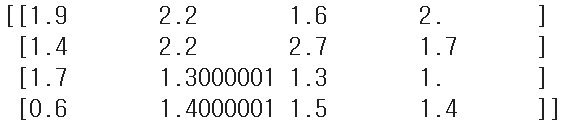 [[1.9       2.2       1.6       2.       ]
 [1.4       2.2       2.7       1.7      ]
 [1.7       1.3000001 1.3       1.       ]
 [0.6       1.4000001 1.5       1.4      ]]